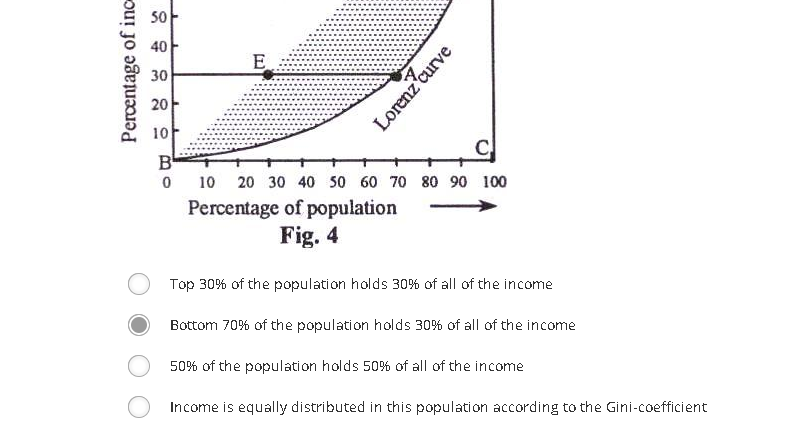 Percentage of inc
50
40
E
30
A
20
Lorenz curve
10
C
B
0 10 20 30 40 50 60 70 80 90 100
Percentage of population
Fig. 4
Top 30% of the population holds 30% of all of the income
Bottom 70% of the population holds 30% of all of the income
50% of the population holds 50% of all of the income
Income is equally distributed in this population according to the Gini-coefficient